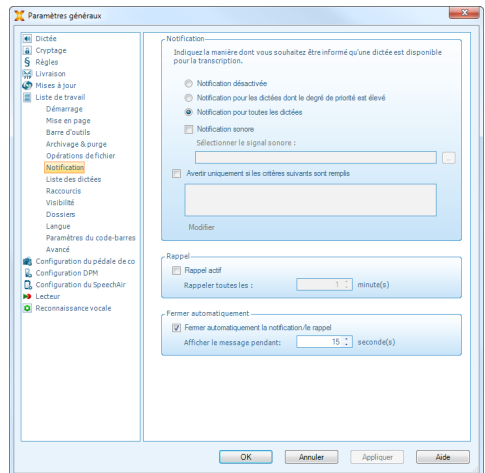 Paramètres généraux
Dictée
Cryptage
Règles
Livraison
Mises à jour
Liste de travail
Démarrage
Mise en page
Barre d'outils
Archivage & purge
Opérations de fichier
Notification
Liste des dictées
Raccourcis
Visibilité
Dossiers
Langue
Paramètres du code-barres
Avancé
Configuration du pédale de co
Configuration DPM
Configuration du SpeechAir
Lecteur
Reconnaissance vocale
Notification
Indiquez la manière dont vous souhaitez être informé qu'une dictée est disponible
pour la transcription.
Notification désactivée
Notification pour les dictées dont le degré de priorité est élevé
Notification pour toutes les dictées
Notification sonore
Sélectionner le signal sonore :
...
Avertir uniquement si les critères suivants sont remplis
Modifier
Rappel
Rappel actif
Rappeler toutes les : 1 minute(s)
Fermer automatiquement
Fermer automatiquement la notification/le rappel
Afficher le message pendant: 15 seconde(s)
OK Annuler Appliquer Aide